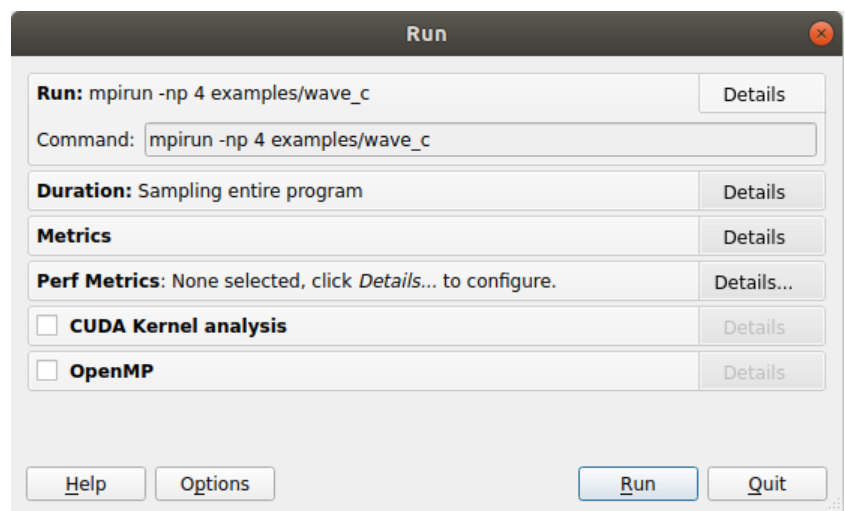 Run
Run: mpirun -np 4 examples/wave_c Details
Command: mpirun -np 4 examples/wave_c
Duration: Sampling entire program Details
Metrics Details
Perf Metrics: None selected, click Details... to configure. Details...
CUDA Kernel analysis Details
OpenMP Details
Help Options Run Quit